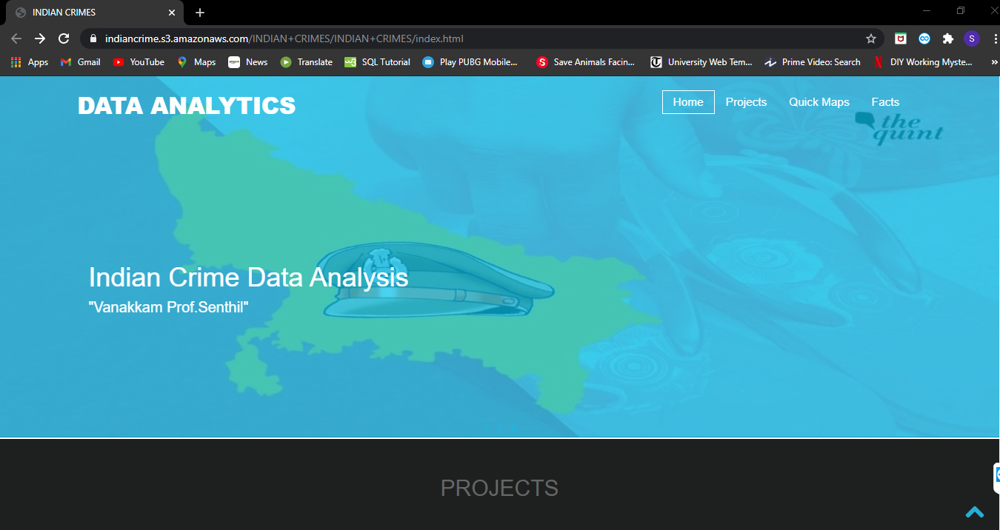 INDIAN CRIMES
indiancrime.s3.amazonaws.com/INDIAN+CRIMES/INDIAN+CRIMES/index.html
S
Apps Gmail YouTube Maps News Translate SQL Tutorial Play PUBG Mobile... Save Animals Facin... University Web Tem... Prime Video: Search DIY Working Myste... »
DATA ANALYTICS
Home Projects Quick Maps Facts
the
quint
Indian Crime Data Analysis
"Vanakkam Prof.Senthil"
PROJECTS